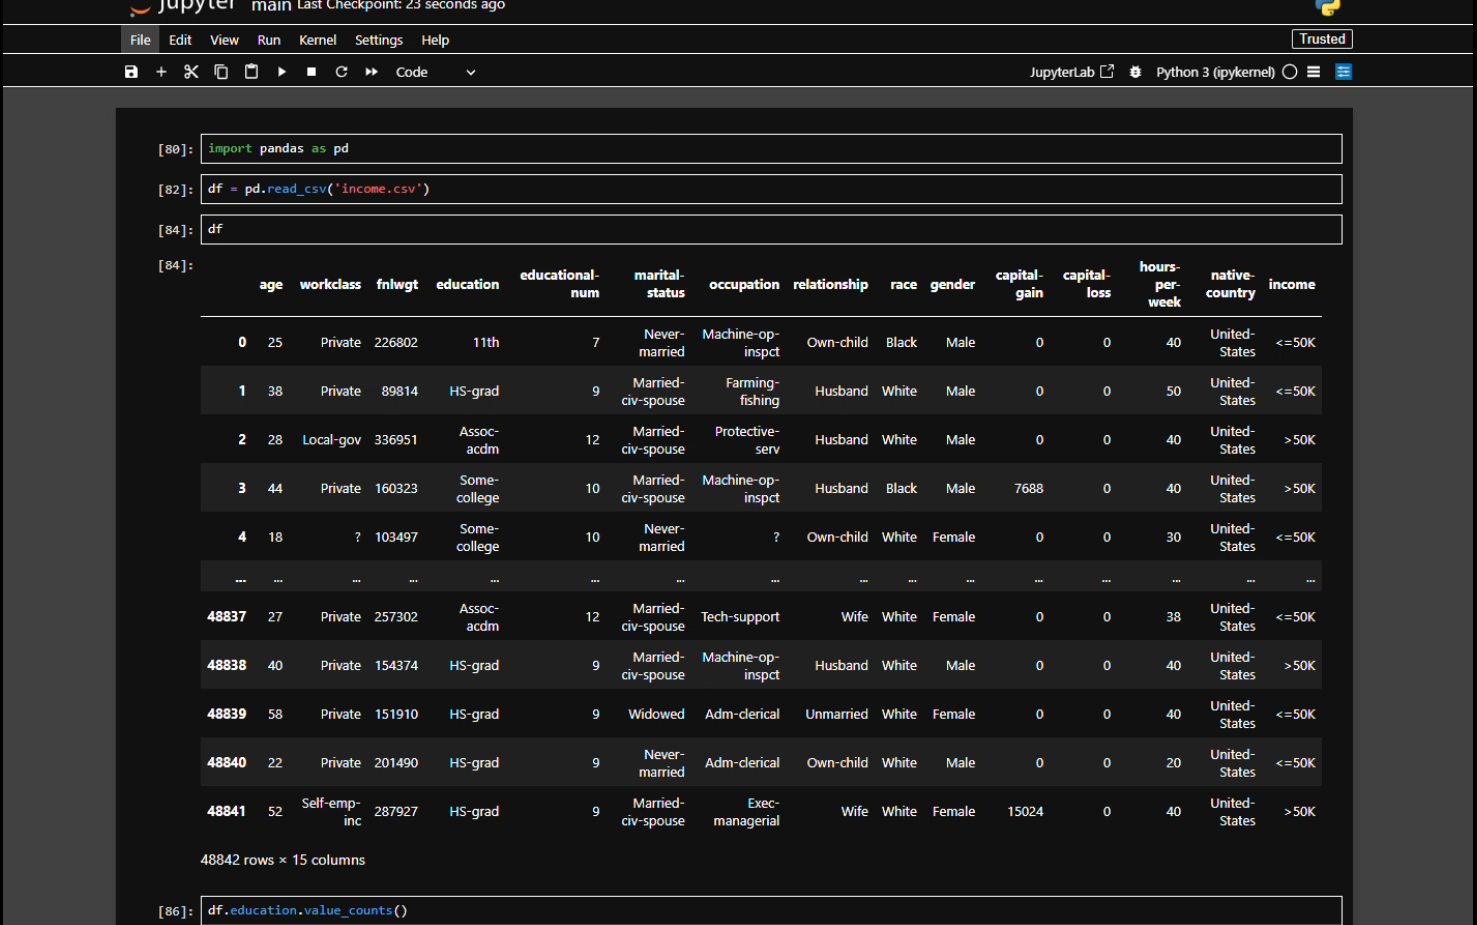 jupyter main Last Checkpoint: 23 seconds ago
File Edit View Run Kernel Settings Help Trusted
Code JupyterLab Python 3 (ipykernel)
[80]: import pandas as pd
[82]: df = pd.read_csv('income.csv')
[84]: df
[84]:
age workclass fnlwgt education educational-num marital-status occupation relationship race gender capital-gain capital-loss hours-per-week native-country income
0 25 Private 226802 11th 7 Never-married Machine-op-inspct Own-child Black Male 0 0 40 United-States <=50K
1 38 Private 89814 HS-grad 9 Married-civ-spouse Farming-fishing Husband White Male 0 0 50 United-States <=50K
2 28 Local-gov 336951 Assoc-acdm 12 Married-civ-spouse Protective-serv Husband White Male 0 0 40 United-States >50K
3 44 Private 160323 Some-college 10 Married-civ-spouse Machine-op-inspct Husband Black Male 7688 0 40 United-States >50K
4 18 ? 103497 Some-college 10 Never-married ? Own-child White Female 0 0 30 United-States <=50K
... ... ... ... ... ... ... ... ... ... ... ... ... ... ... ...
48837 27 Private 257302 Assoc-acdm 12 Married-civ-spouse Tech-support Wife White Female 0 0 38 United-States <=50K
48838 40 Private 154374 HS-grad 9 Married-civ-spouse Machine-op-inspct Husband White Male 0 0 40 United-States >50K
48839 58 Private 151910 HS-grad 9 Widowed Adm-clerical Unmarried White Female 0 0 40 United-States <=50K
48840 22 Private 201490 HS-grad 9 Never-married Adm-clerical Own-child White Male 0 0 20 United-States <=50K
48841 52 Self-emp-inc 287927 HS-grad 9 Married-civ-spouse Exec-managerial Wife White Female 15024 0 40 United-States >50K
48842 rows × 15 columns
[86]: df.education.value_counts()